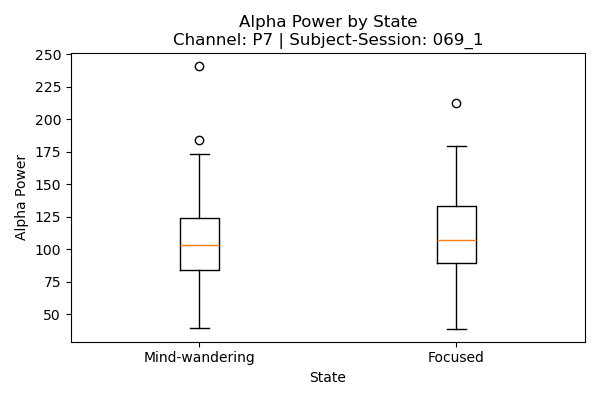 Alpha Power by State
Channel: P7 | Subject-Session: 069_1
250
225
200
175
150
125
100
75
50
Alpha Power
Mind-wandering
Focused
State